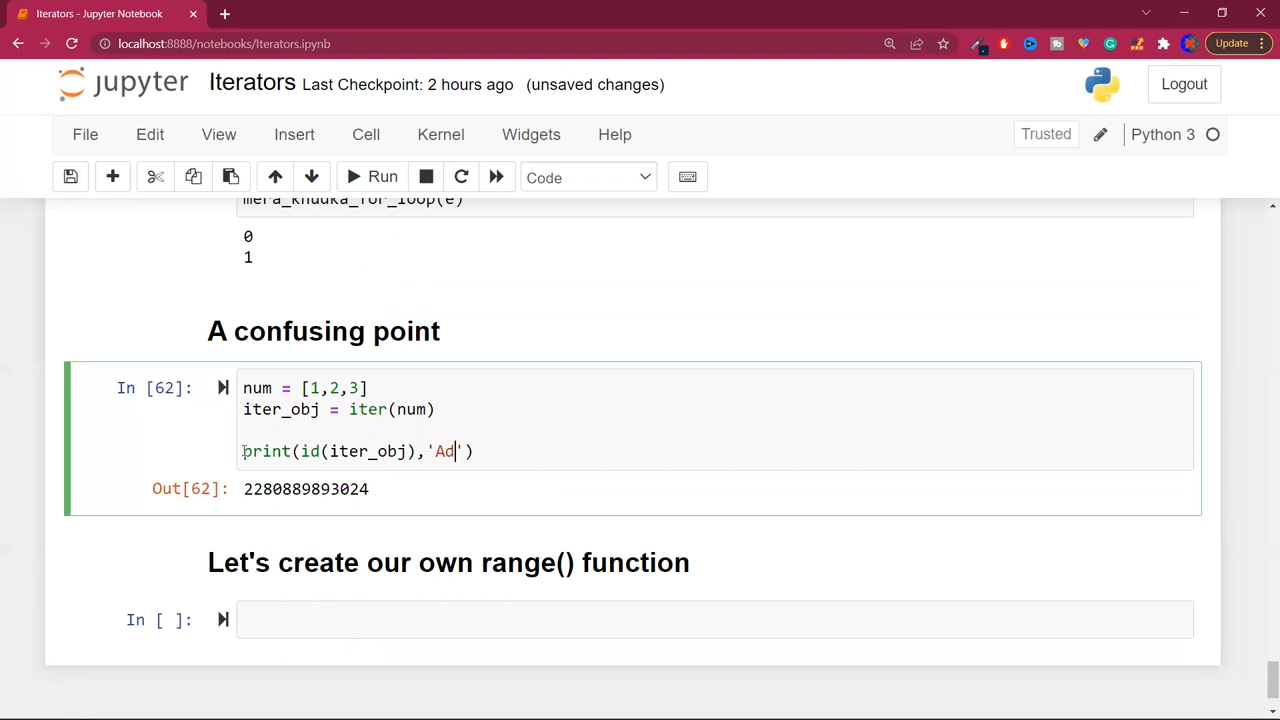 Iterators - Jupyter Notebook
localhost:8888/notebooks/Iterators.ipynb
Update
jupyter Iterators Last Checkpoint: 2 hours ago (unsaved changes)
Logout
File Edit View Insert Cell Kernel Widgets Help
Trusted Python 3
Run Code
mera_khudka_for_loop(e)
0
1
A confusing point
In [62]: num = [1,2,3]
iter_obj = iter(num)
print(id(iter_obj),'Ad')
Out[62]: 2280889893024
Let's create our own range() function
In [ ]: